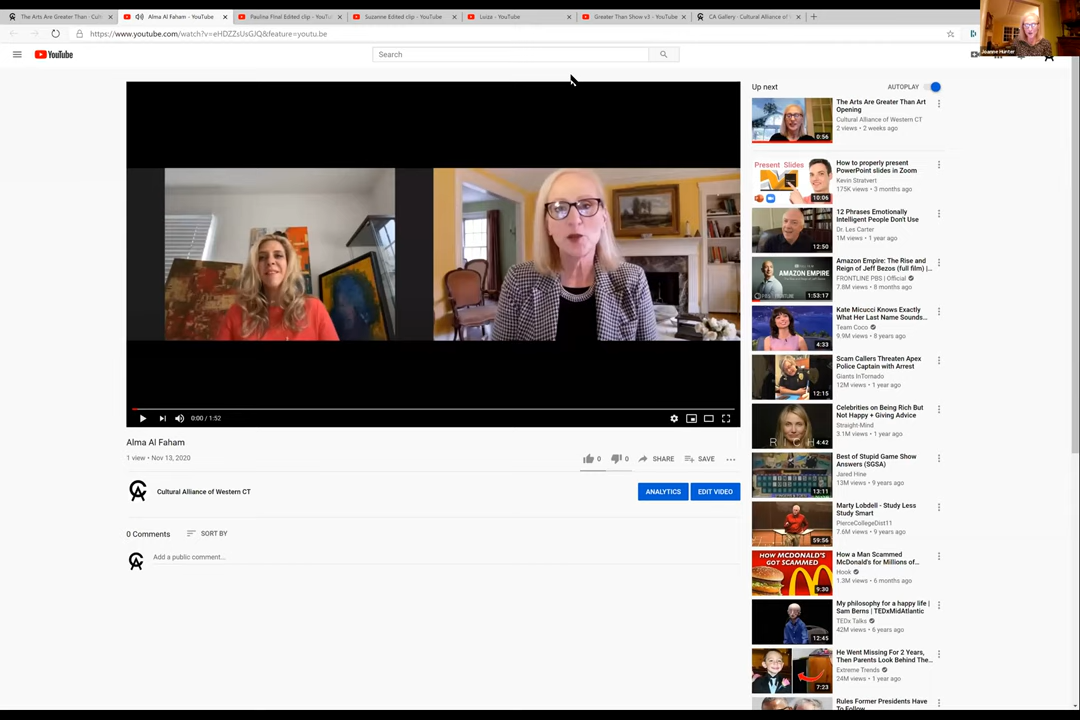 The Arts Are Greater Than - Cult
Alma Al Faham - YouTube
Paulina Final Edited clip - YouTu
Suzanne Edited clip - YouTube
Luiza - YouTube
Greater Than Show v3 - YouTube
CA Gallery - Cultural Alliance of
https://www.youtube.com/watch?v=eHDZZsUsGJQ&feature=youtu.be
Joanne Hunter
YouTube
Search
Up next
AUTOPLAY
The Arts Are Greater Than Art
Opening
Cultural Alliance of Western CT
2 views • 2 weeks ago
0:56
Present Slides
10:06
How to properly present
PowerPoint slides in Zoom
Kevin Stratvert
175K views • 3 months ago
12:50
12 Phrases Emotionally
Intelligent People Don't Use
Dr. Les Carter
1M views • 1 year ago
AMAZON EMPIRE
1:53:17
Amazon Empire: The Rise and
Reign of Jeff Bezos (full film) |...
FRONTLINE PBS | Official
7.8M views • 8 months ago
4:33
Kate Micucci Knows Exactly
What Her Last Name Sounds...
Team Coco
9.9M views • 8 years ago
12:15
Scam Callers Threaten Apex
Police Captain with Arrest
Giants InTornado
12M views • 1 year ago
RICH
4:42
Celebrities on Being Rich But
Not Happy + Giving Advice
Straight-Mind
3.1M views • 1 year ago
13:11
Best of Stupid Game Show
Answers (SGSA)
Jared Hine
13M views • 9 years ago
59:56
Marty Lobdell - Study Less
Study Smart
PierceCollegeDist11
7.6M views • 9 years ago
HOW MCDONALD'S
GOT SCAMMED
9:30
How a Man Scammed
McDonald's for Millions of...
Hook
1.3M views • 6 months ago
12:45
My philosophy for a happy life |
Sam Berns | TEDxMidAtlantic
TEDx Talks
42M views • 6 years ago
7:23
He Went Missing For 2 Years,
Then Parents Look Behind The...
Extreme Trends
24M views • 1 year ago
Rules Former Presidents Have
To Follow
0:00 / 1:52
Alma Al Faham
1 view • Nov 13, 2020
0
0
SHARE
SAVE
Cultural Alliance of Western CT
ANALYTICS
EDIT VIDEO
0 Comments
SORT BY
Add a public comment...